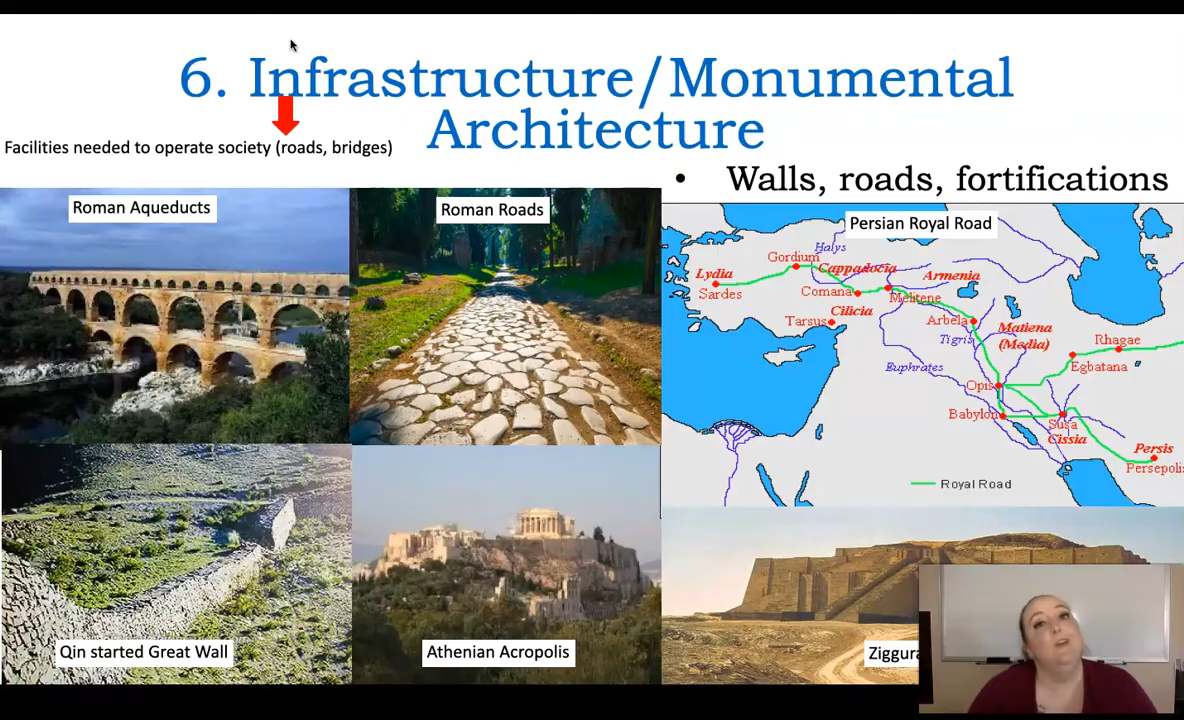 6. Infrastructure/Monumental
Architecture
Facilities needed to operate society (roads, bridges)
• Walls, roads, fortifications
Roman Aqueducts
Roman Roads
Persian Royal Road
Halys
Gordium
Cappadocia
Lydia
Armenia
Sardes
Comana
Melitene
Cilicia
Tarsus
Arbela
Matiena
(Media)
Tigris
Rhagae
Euphrates
Egbatana
Opis
Babylon
Susa
Cissia
Persis
Persepolis
Royal Road
Qin started Great Wall
Athenian Acropolis